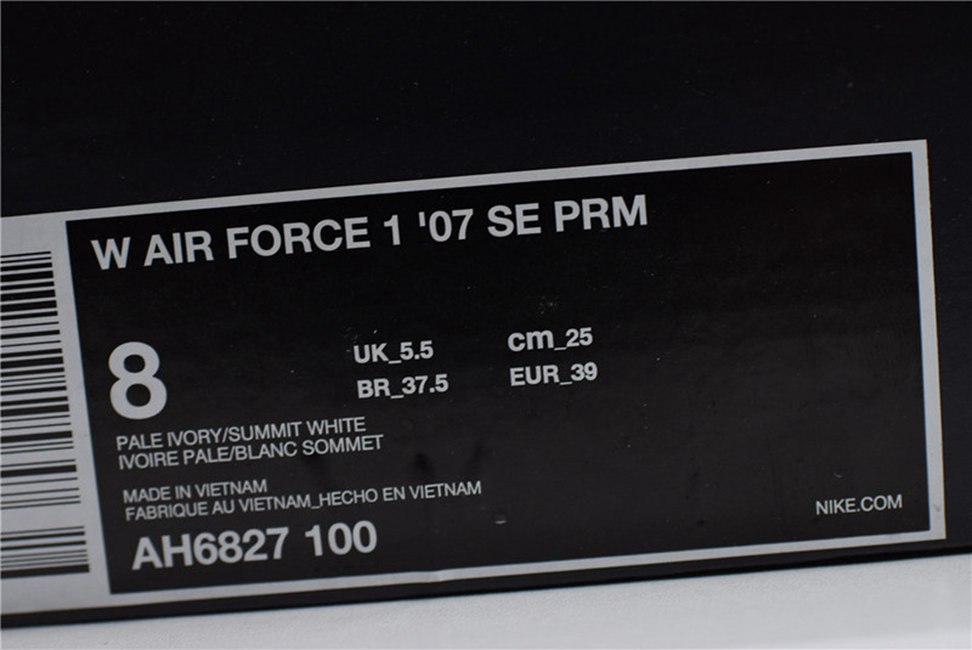 W AIR FORCE 1 '07 SE PRM
8
UK_5.5 cm_25
BR_37.5 EUR_39
PALE IVORY/SUMMIT WHITE
IVOIRE PALE/BLANC SOMMET
MADE IN VIETNAM
FABRIQUE AU VIETNAM_HECHO EN VIETNAM
AH6827 100
NIKE.COM